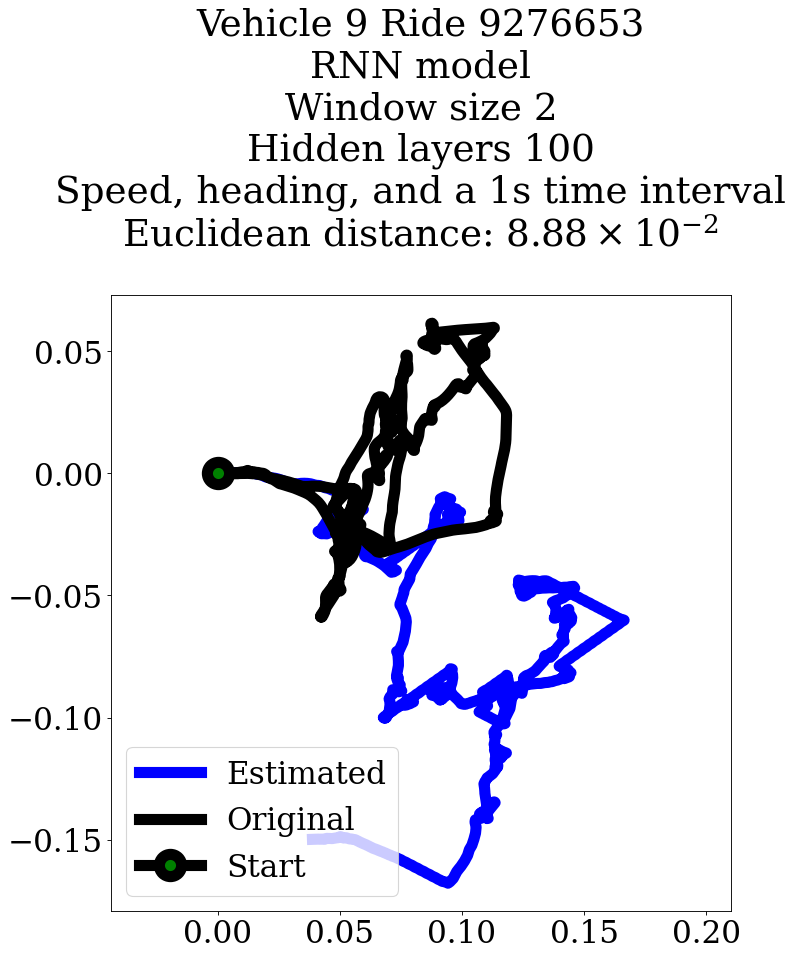 Vehicle 9 Ride 9276653
RNN model
Window size 2
Hidden layers 100
Speed, heading, and a 1s time interval
Euclidean distance: 8.88 × 10⁻²
0.05
0.00
−0.05
−0.10
−0.15
Estimated
Original
Start
0.00 0.05 0.10 0.15 0.20